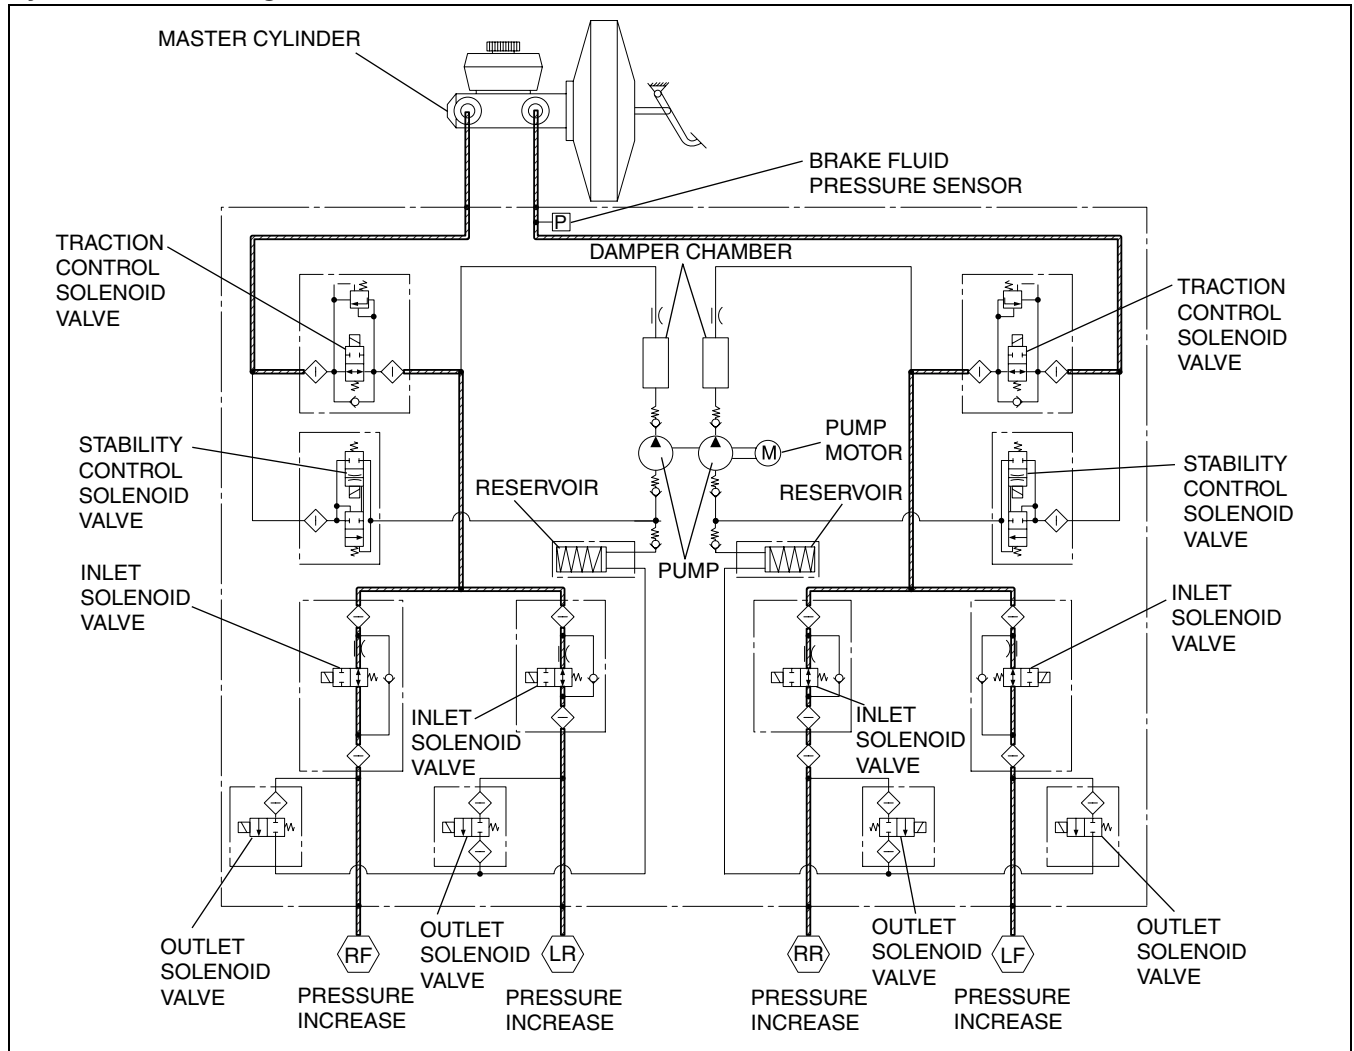 MASTER CYLINDER
BRAKE FLUID
PRESSURE SENSOR
P
DAMPER CHAMBER
TRACTION
CONTROL
SOLENOID
VALVE
TRACTION
CONTROL
SOLENOID
VALVE
STABILITY
CONTROL
SOLENOID
VALVE
PUMP
MOTOR
M
STABILITY
CONTROL
SOLENOID
VALVE
RESERVOIR
RESERVOIR
PUMP
INLET
SOLENOID
VALVE
INLET
SOLENOID
VALVE
INLET
SOLENOID
VALVE
INLET
SOLENOID
VALVE
OUTLET
SOLENOID
VALVE
OUTLET
SOLENOID
VALVE
OUTLET
SOLENOID
VALVE
OUTLET
SOLENOID
VALVE
RF
LR
RR
LF
PRESSURE
INCREASE
PRESSURE
INCREASE
PRESSURE
INCREASE
PRESSURE
INCREASE